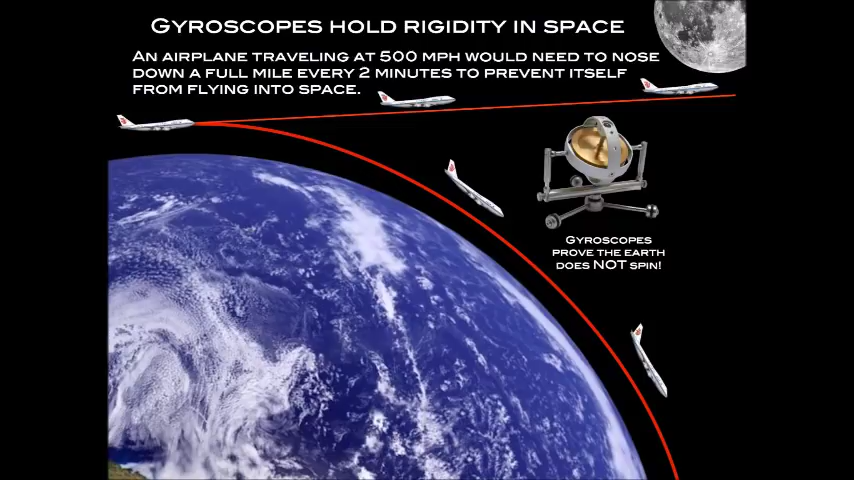 Gyroscopes hold rigidity in space
An airplane traveling at 500 mph would need to nose
down a full mile every 2 minutes to prevent itself
from flying into space.
Gyroscopes
prove the earth
does NOT spin!